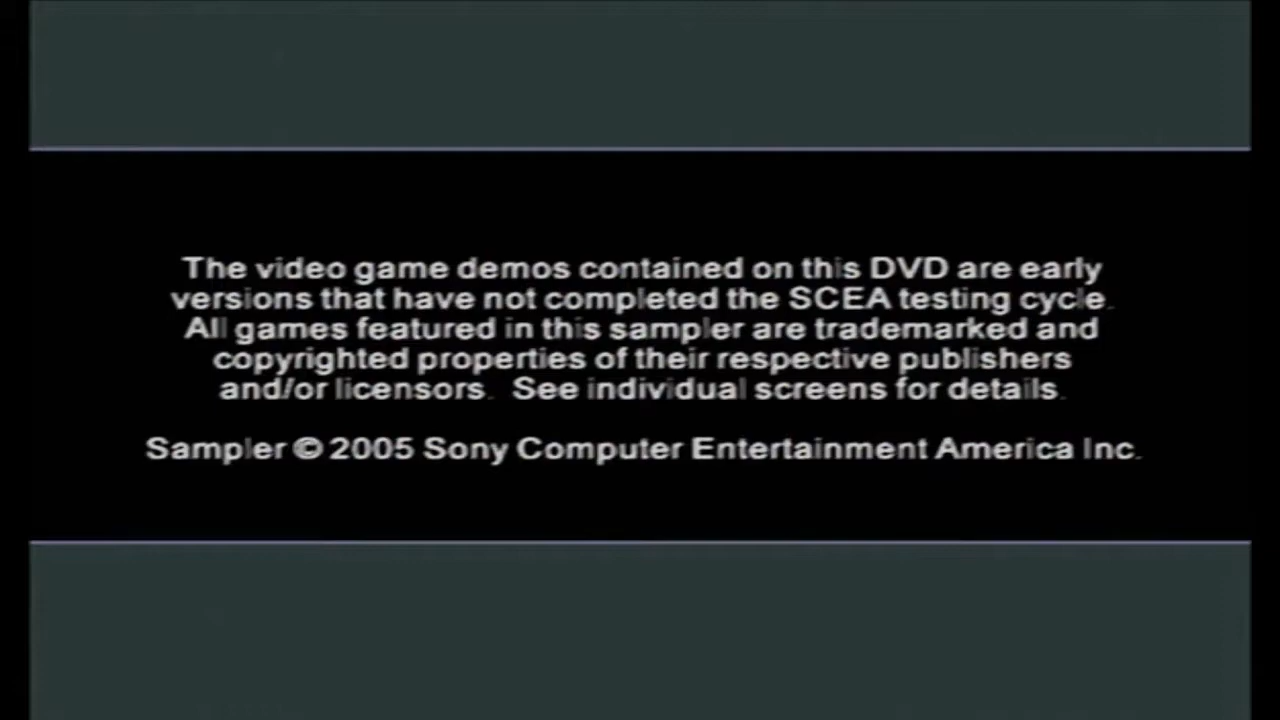 The video game demos contained on this DVD are early
versions that have not completed the SCEA testing cycle.
All games featured in this sampler are trademarked and
copyrighted properties of their respective publishers
and/or licensors.  See individual screens for details.
Sampler © 2005 Sony Computer Entertainment America Inc.